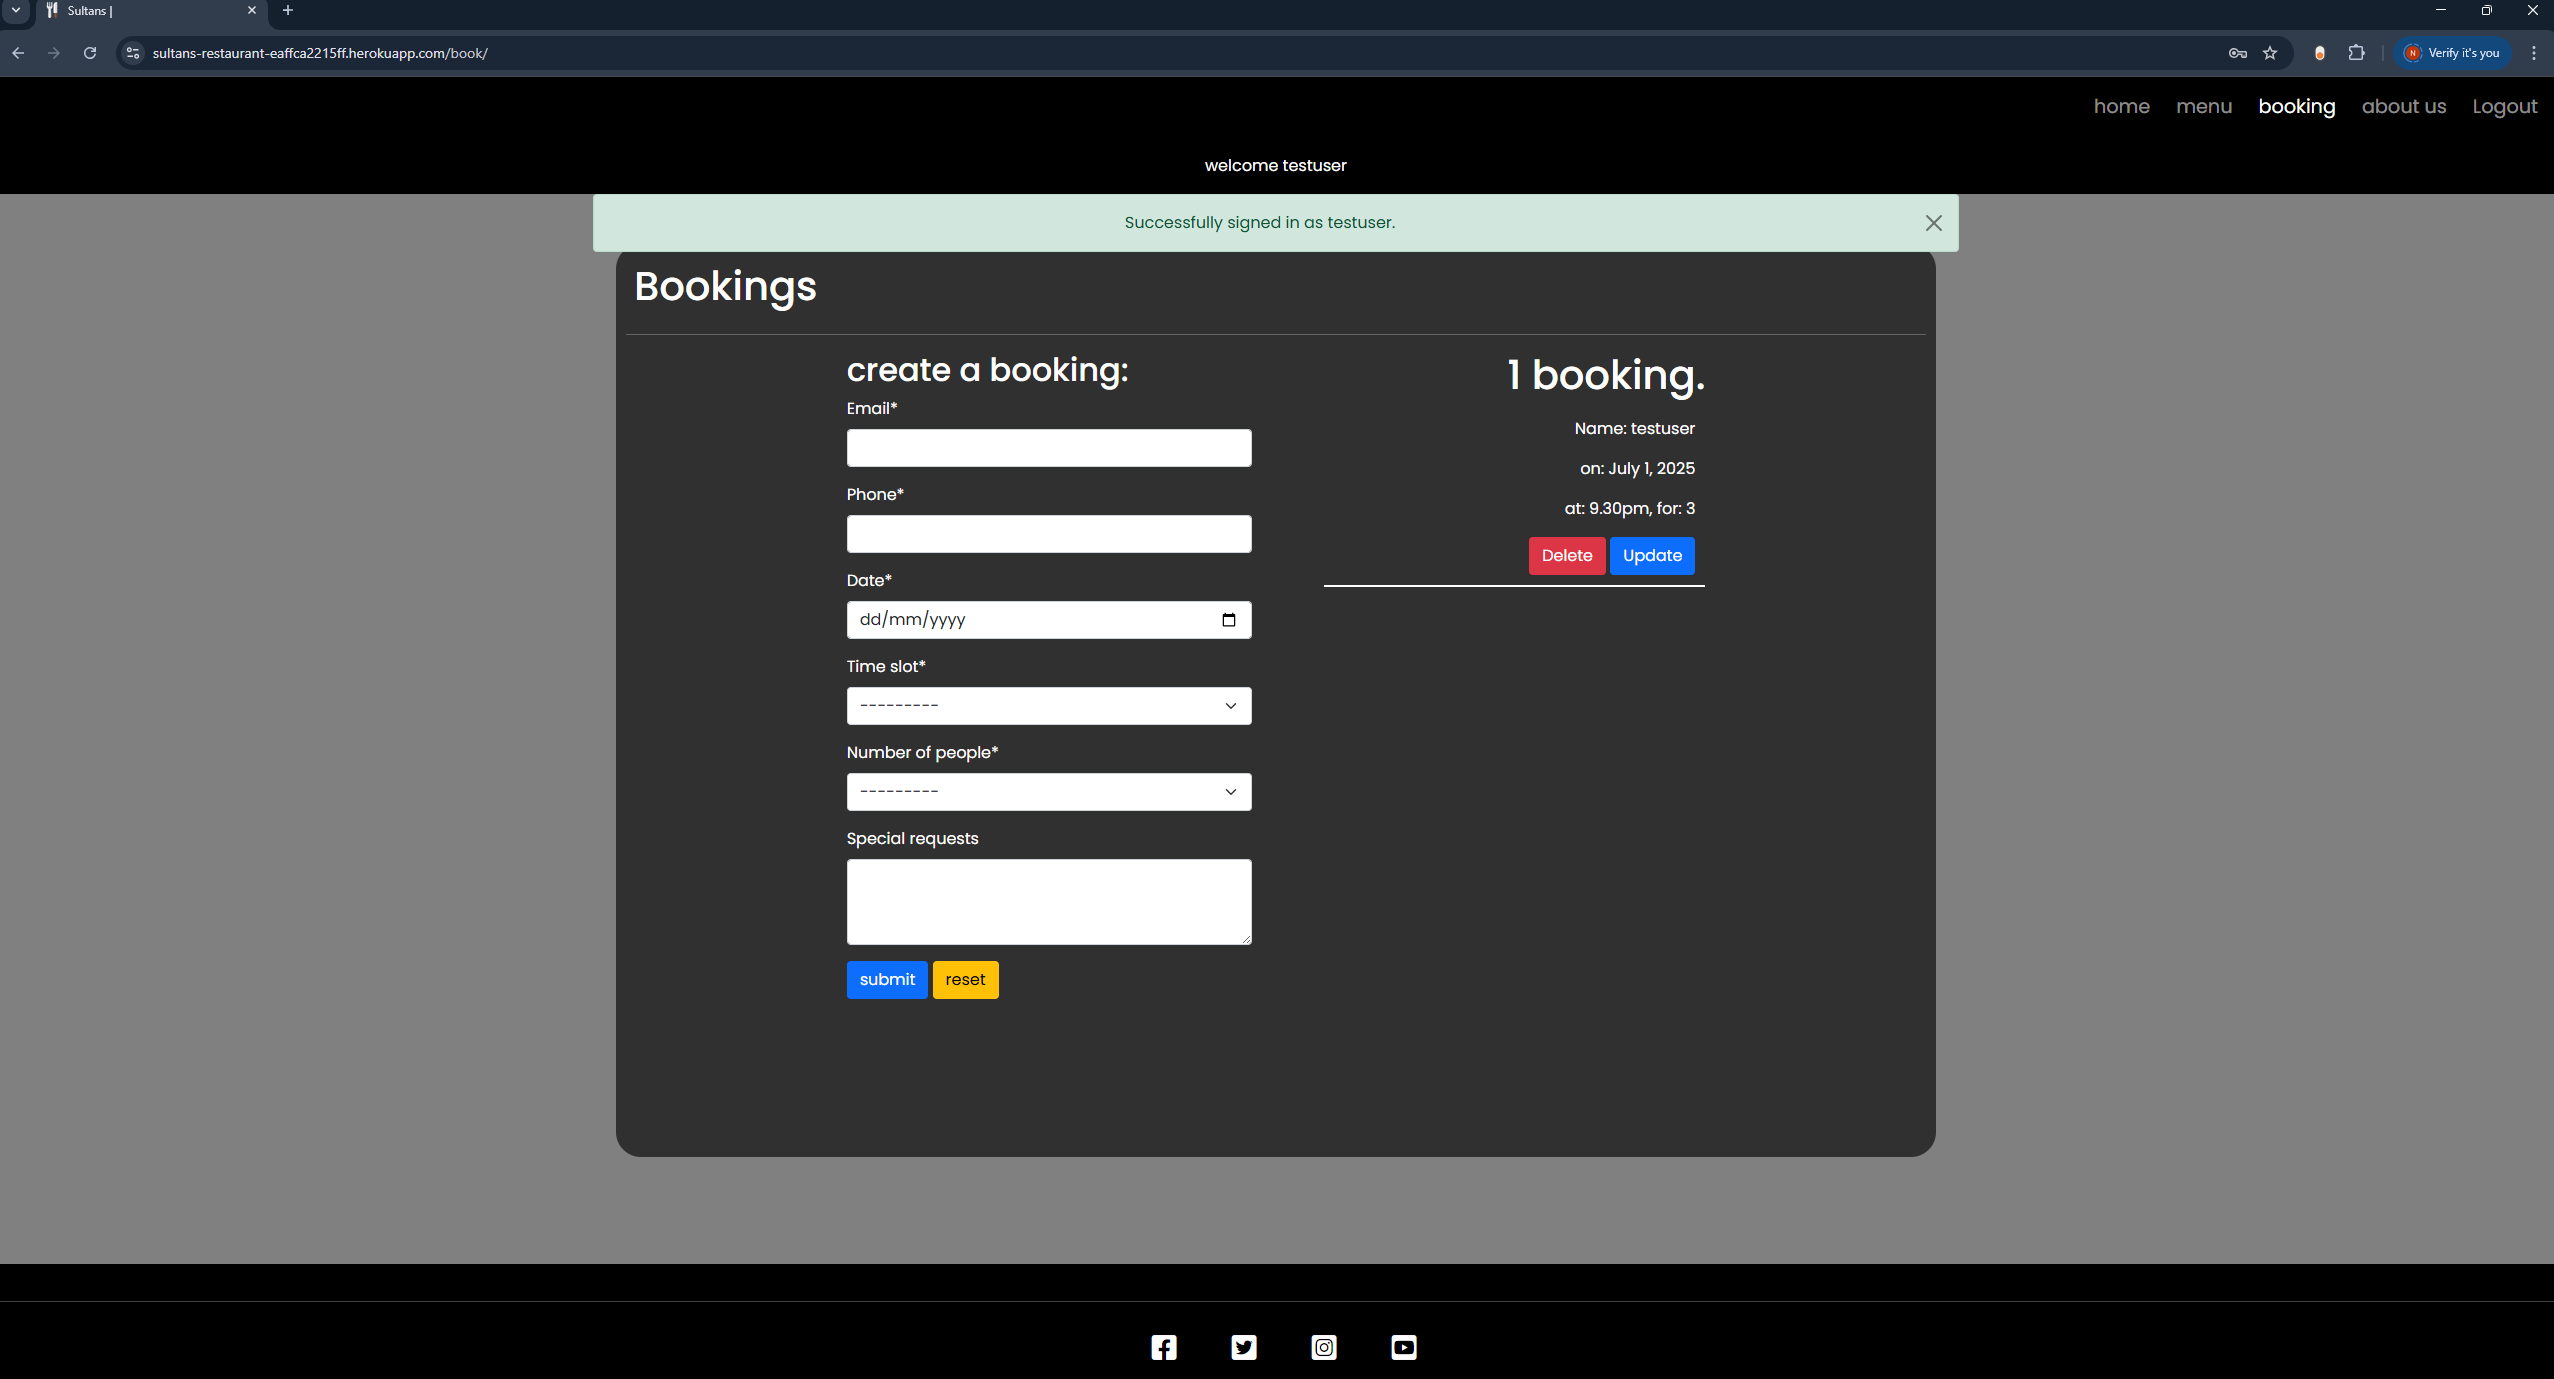 Sultans |
sultans-restaurant-eaffca2215ff.herokuapp.com/book/
N Verify it's you
home menu booking about us Logout
welcome testuser
Successfully signed in as testuser.
Bookings
create a booking:
Email*
Phone*
Date*
dd/mm/yyyy
Time slot*
---------
Number of people*
---------
Special requests
submit reset
1 booking.
Name: testuser
on: July 1, 2025
at: 9.30pm, for: 3
Delete Update